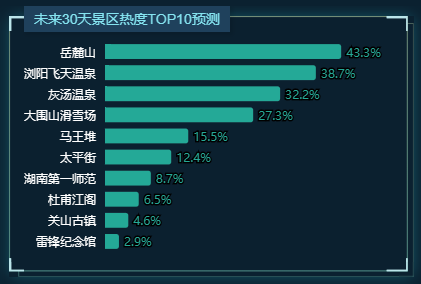 未来30天景区热度TOP10预测
岳麓山 43.3%
浏阳飞天温泉 38.7%
灰汤温泉 32.2%
大围山滑雪场 27.3%
马王堆 15.5%
太平街 12.4%
湖南第一师范 8.7%
杜甫江阁 6.5%
关山古镇 4.6%
雷锋纪念馆 2.9%